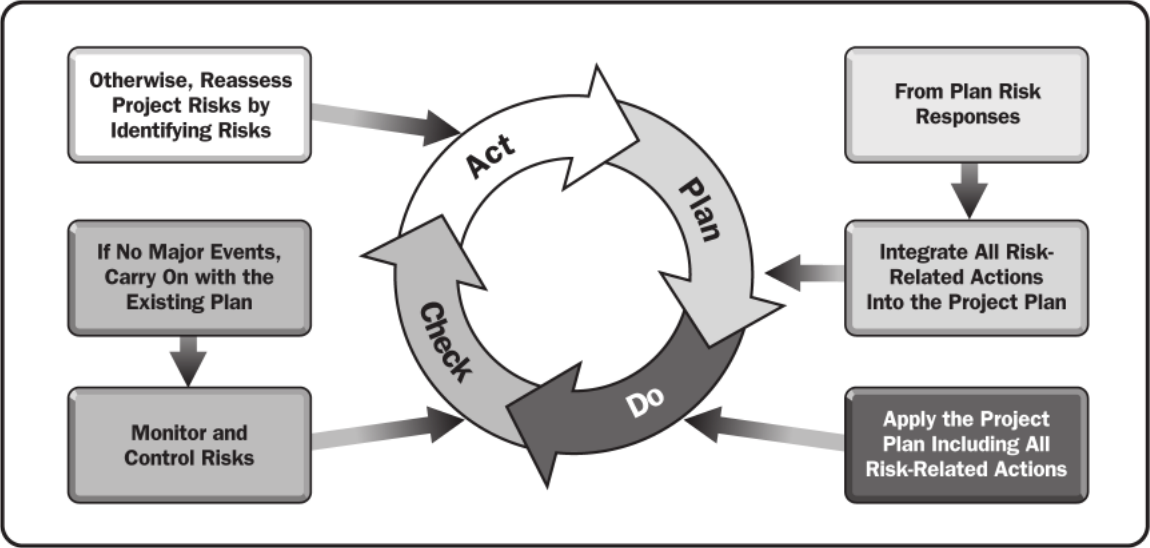 Otherwise, Reassess
Project Risks by
Identifying Risks
If No Major Events,
Carry On with the
Existing Plan
Monitor and
Control Risks
Act
Plan
Do
Check
From Plan Risk
Responses
Integrate All Risk-
Related Actions
Into the Project Plan
Apply the Project
Plan Including All
Risk-Related Actions